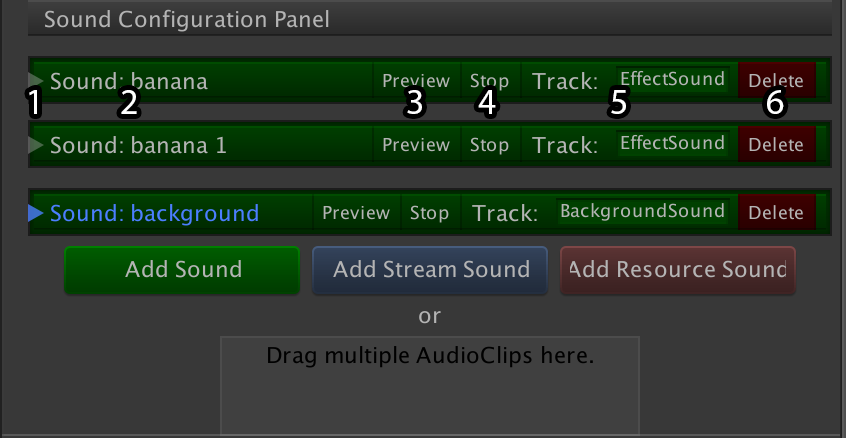 Sound Configuration Panel
Sound: banana Preview Stop Track: EffectSound Delete
1 2 3 4 5 6
Sound: banana 1 Preview Stop Track: EffectSound Delete
Sound: background Preview Stop Track: BackgroundSound Delete
Add Sound Add Stream Sound Add Resource Sound
or
Drag multiple AudioClips here.